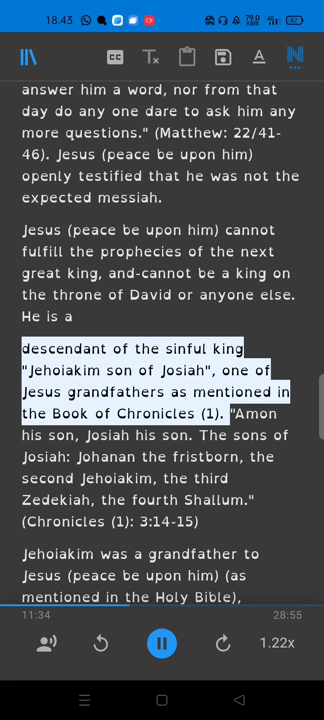 18.43
79.0
KB/s
4G
47
CC
answer him a word, nor from that
day do any one dare to ask him any
more questions." (Matthew: 22/41-
46). Jesus (peace be upon him)
openly testified that he was not the
expected messiah.
Jesus (peace be upon him) cannot
fulfill the prophecies of the next
great king, and-cannot be a king on
the throne of David or anyone else.
He is a
descendant of the sinful king
"Jehoiakim son of Josiah", one of
Jesus grandfathers as mentioned in
the Book of Chronicles (1). "Amon
his son, Josiah his son. The sons of
Josiah: Johanan the fristborn, the
second Jehoiakim, the third
Zedekiah, the fourth Shallum."
(Chronicles (1): 3:14-15)
Jehoiakim was a grandfather to
Jesus (peace be upon him) (as
mentioned in the Holy Bible),
11:34
28:55
1.22x